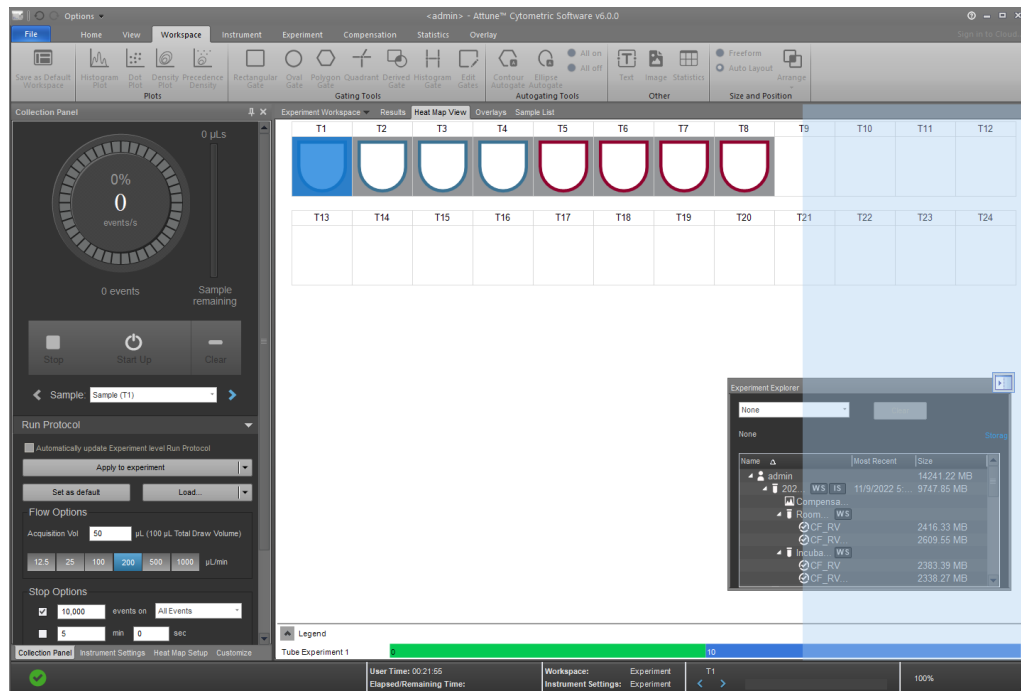 Options
<admin> - Attune™ Cytometric Software v6.0.0
File Home View Workspace Instrument Experiment Compensation Statistics Overlay Sign in to Cloud
Save as Default Workspace
Histogram Plot
Dot Plot
Density Plot
Precedence Density
Plots
Rectangular Gate
Oval Gate
Polygon Gate
Quadrant
Derived Gate
Histogram Gate
Edit Gates
Gating Tools
Contour Autogate
Ellipse Autogate
All on
All off
Autogating Tools
Text
Image
Statistics
Other
Freeform
Auto Layout
Arrange
Size and Position
Collection Panel
0 µLs
0%
0
events/s
0 events
Sample remaining
Stop
Start Up
Clear
Sample: Sample (T1)
Run Protocol
Automatically update Experiment level Run Protocol
Apply to experiment
Set as default Load...
Flow Options
Acquisition Vol 50 µL (100 µL Total Draw Volume)
12.5 25 100 200 500 1000 µL/min
Stop Options
10,000 events on All Events
5 min 0 sec
Collection Panel Instrument Settings Heat Map Setup Customize
Experiment Workspace Results Heat Map View Overlays Sample List
T1 T2 T3 T4 T5 T6 T7 T8 T9 T10 T11 T12
T13 T14 T15 T16 T17 T18 T19 T20 T21 T22 T23 T24
Experiment Explorer
None
None Storag
Name Most Recent Size
admin 14241.22 MB
202... WS IS 11/9/2022 5:... 9747.85 MB
Compensa...
Room... WS
CF_RV... 2416.33 MB
CF_RV... 2609.55 MB
Incuba... WS
CF_RV... 2383.39 MB
CF_RV... 2338.27 MB
Legend
Tube Experiment 1 0 10
User Time: 00:21:55
Elapsed/Remaining Time:
Workspace: Experiment
Instrument Settings: Experiment
T1
100%